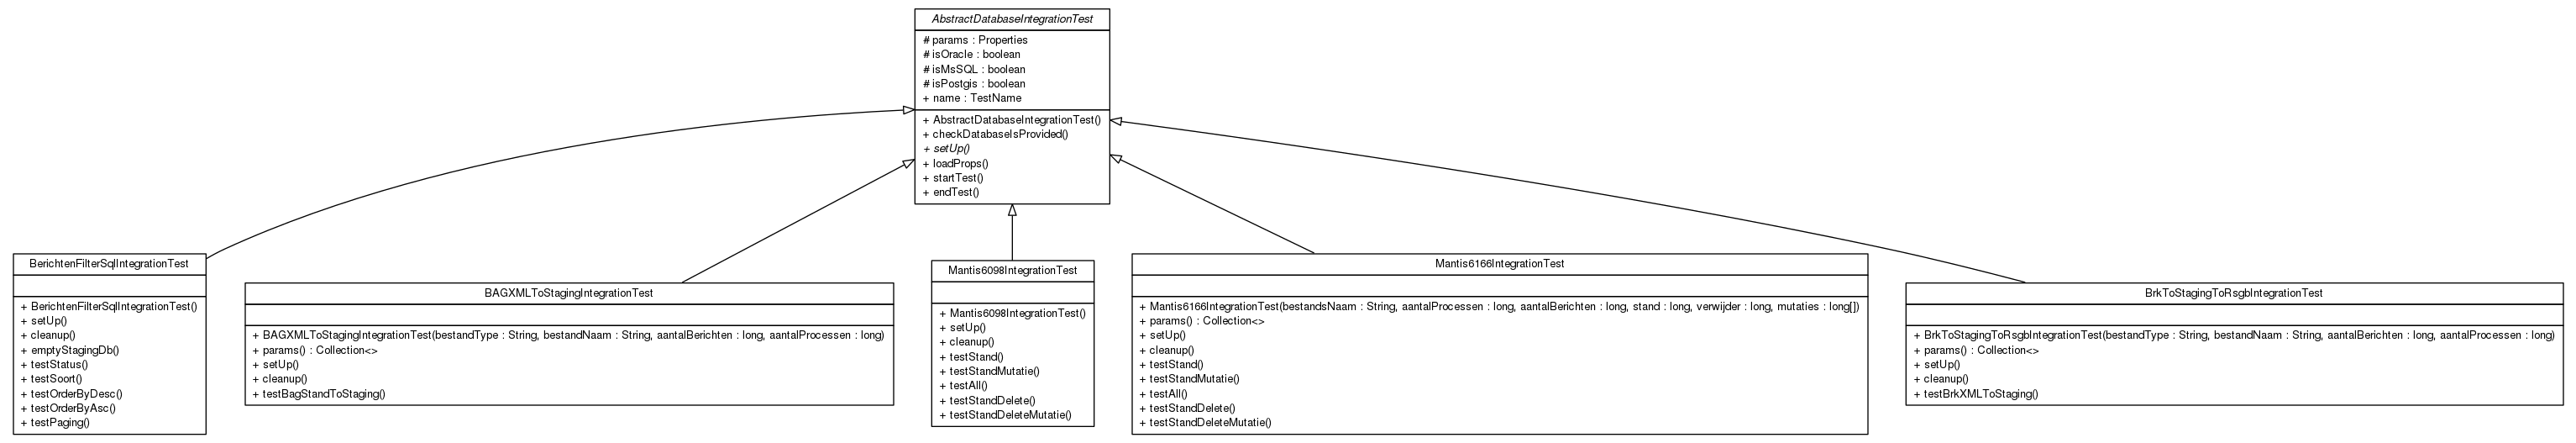 AbstractDatabaseIntegrationTest
# params : Properties
# isOracle : boolean
# isMsSQL : boolean
# isPostgis : boolean
+ name : TestName
+ AbstractDatabaseIntegrationTest()
+ checkDatabaseIsProvided()
+ setUp()
+ loadProps()
+ startTest()
+ endTest()
BerichtenFilterSqlIntegrationTest
+ BerichtenFilterSqlIntegrationTest()
+ setUp()
+ cleanup()
+ emptyStagingDb()
+ testStatus()
+ testSoort()
+ testOrderByDesc()
+ testOrderByAsc()
+ testPaging()
BAGXMLToStagingIntegrationTest
+ BAGXMLToStagingIntegrationTest(bestandType : String, bestandNaam : String, aantalBerichten : long, aantalProcessen : long)
+ params() : Collection<>
+ setUp()
+ cleanup()
+ testBagStandToStaging()
Mantis6098IntegrationTest
+ Mantis6098IntegrationTest()
+ setUp()
+ cleanup()
+ testStand()
+ testStandMutatie()
+ testAll()
+ testStandDelete()
+ testStandDeleteMutatie()
Mantis6166IntegrationTest
+ Mantis6166IntegrationTest(bestandsNaam : String, aantalProcessen : long, aantalBerichten : long, stand : long, verwijder : long, mutaties : long[])
+ params() : Collection<>
+ setUp()
+ cleanup()
+ testStand()
+ testStandMutatie()
+ testAll()
+ testStandDelete()
+ testStandDeleteMutatie()
BrkToStagingToRsgbIntegrationTest
+ BrkToStagingToRsgbIntegrationTest(bestandType : String, bestandNaam : String, aantalBerichten : long, aantalProcessen : long)
+ params() : Collection<>
+ setUp()
+ cleanup()
+ testBrkXMLToStaging()